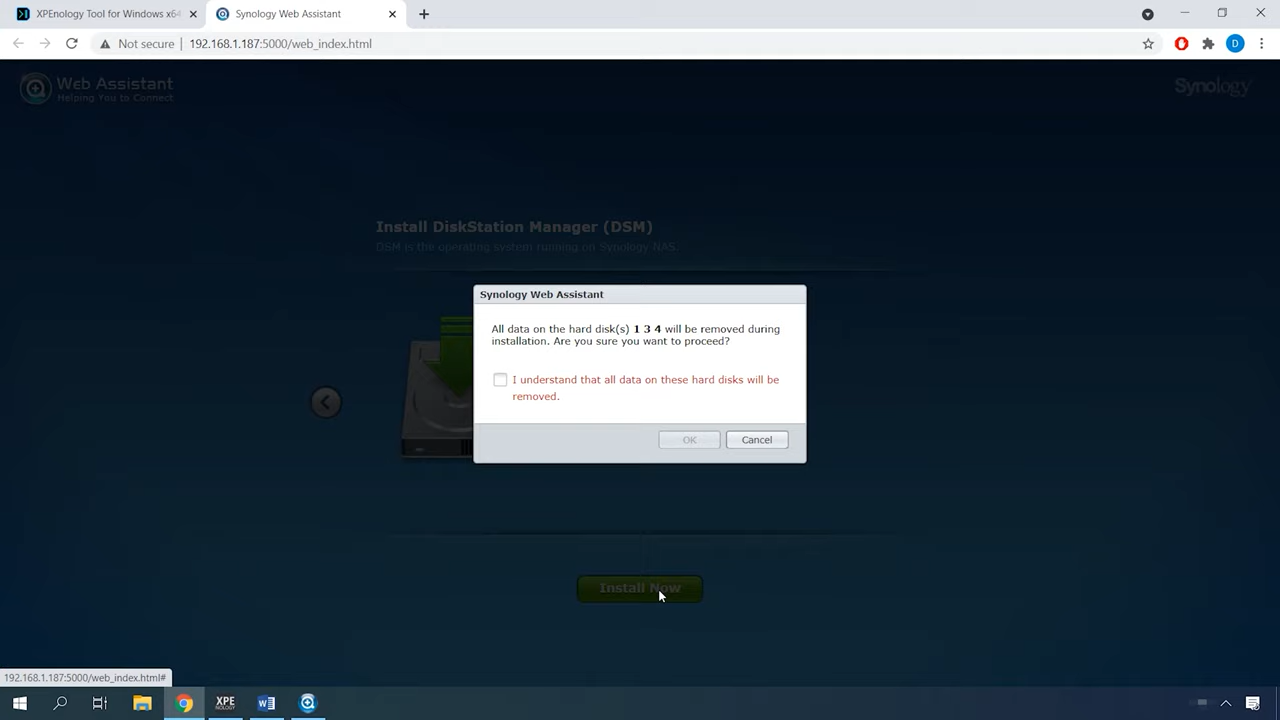 XPEnology Tool for Windows x64
Synology Web Assistant
Not secure
192.168.1.187:5000/web_index.html
D
Web Assistant
Helping You to Connect
Synology
Install DiskStation Manager (DSM)
DSM is the operating system running on Synology NAS.
Synology Web Assistant
All data on the hard disk(s) 1 3 4 will be removed during
installation. Are you sure you want to proceed?
I understand that all data on these hard disks will be
removed.
OK
Cancel
Install Now
192.168.1.187:5000/web_index.html#
XPE
NOLOGY
W